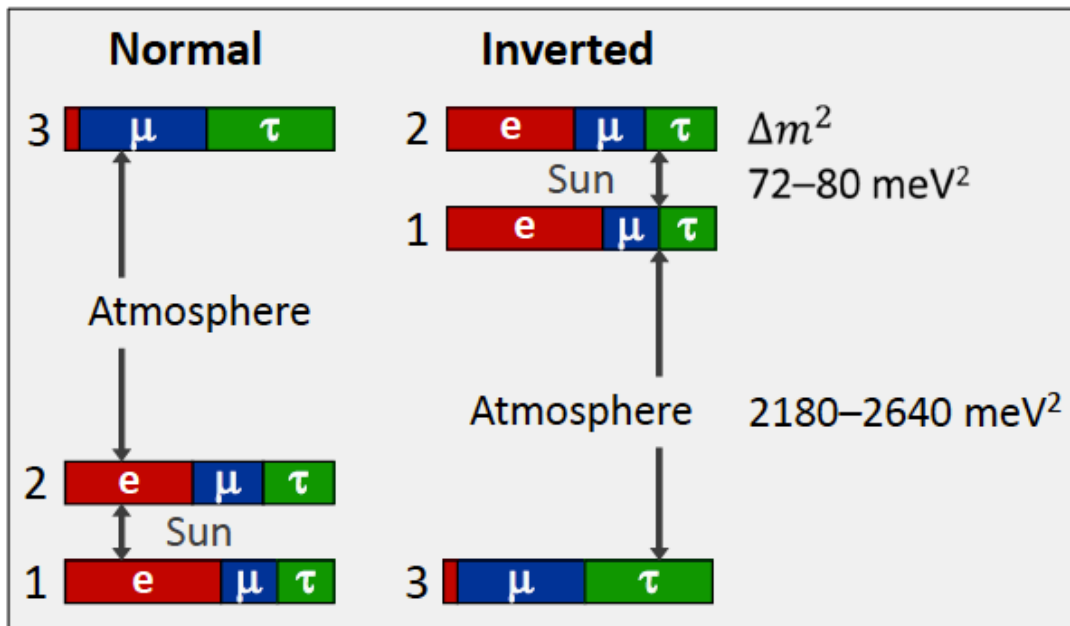 Normal
Inverted
3 μ τ
2 e μ τ
Δm²
Sun
72–80 meV²
1 e μ τ
Atmosphere
Atmosphere
2180–2640 meV²
2 e μ τ
Sun
1 e μ τ
3 μ τ